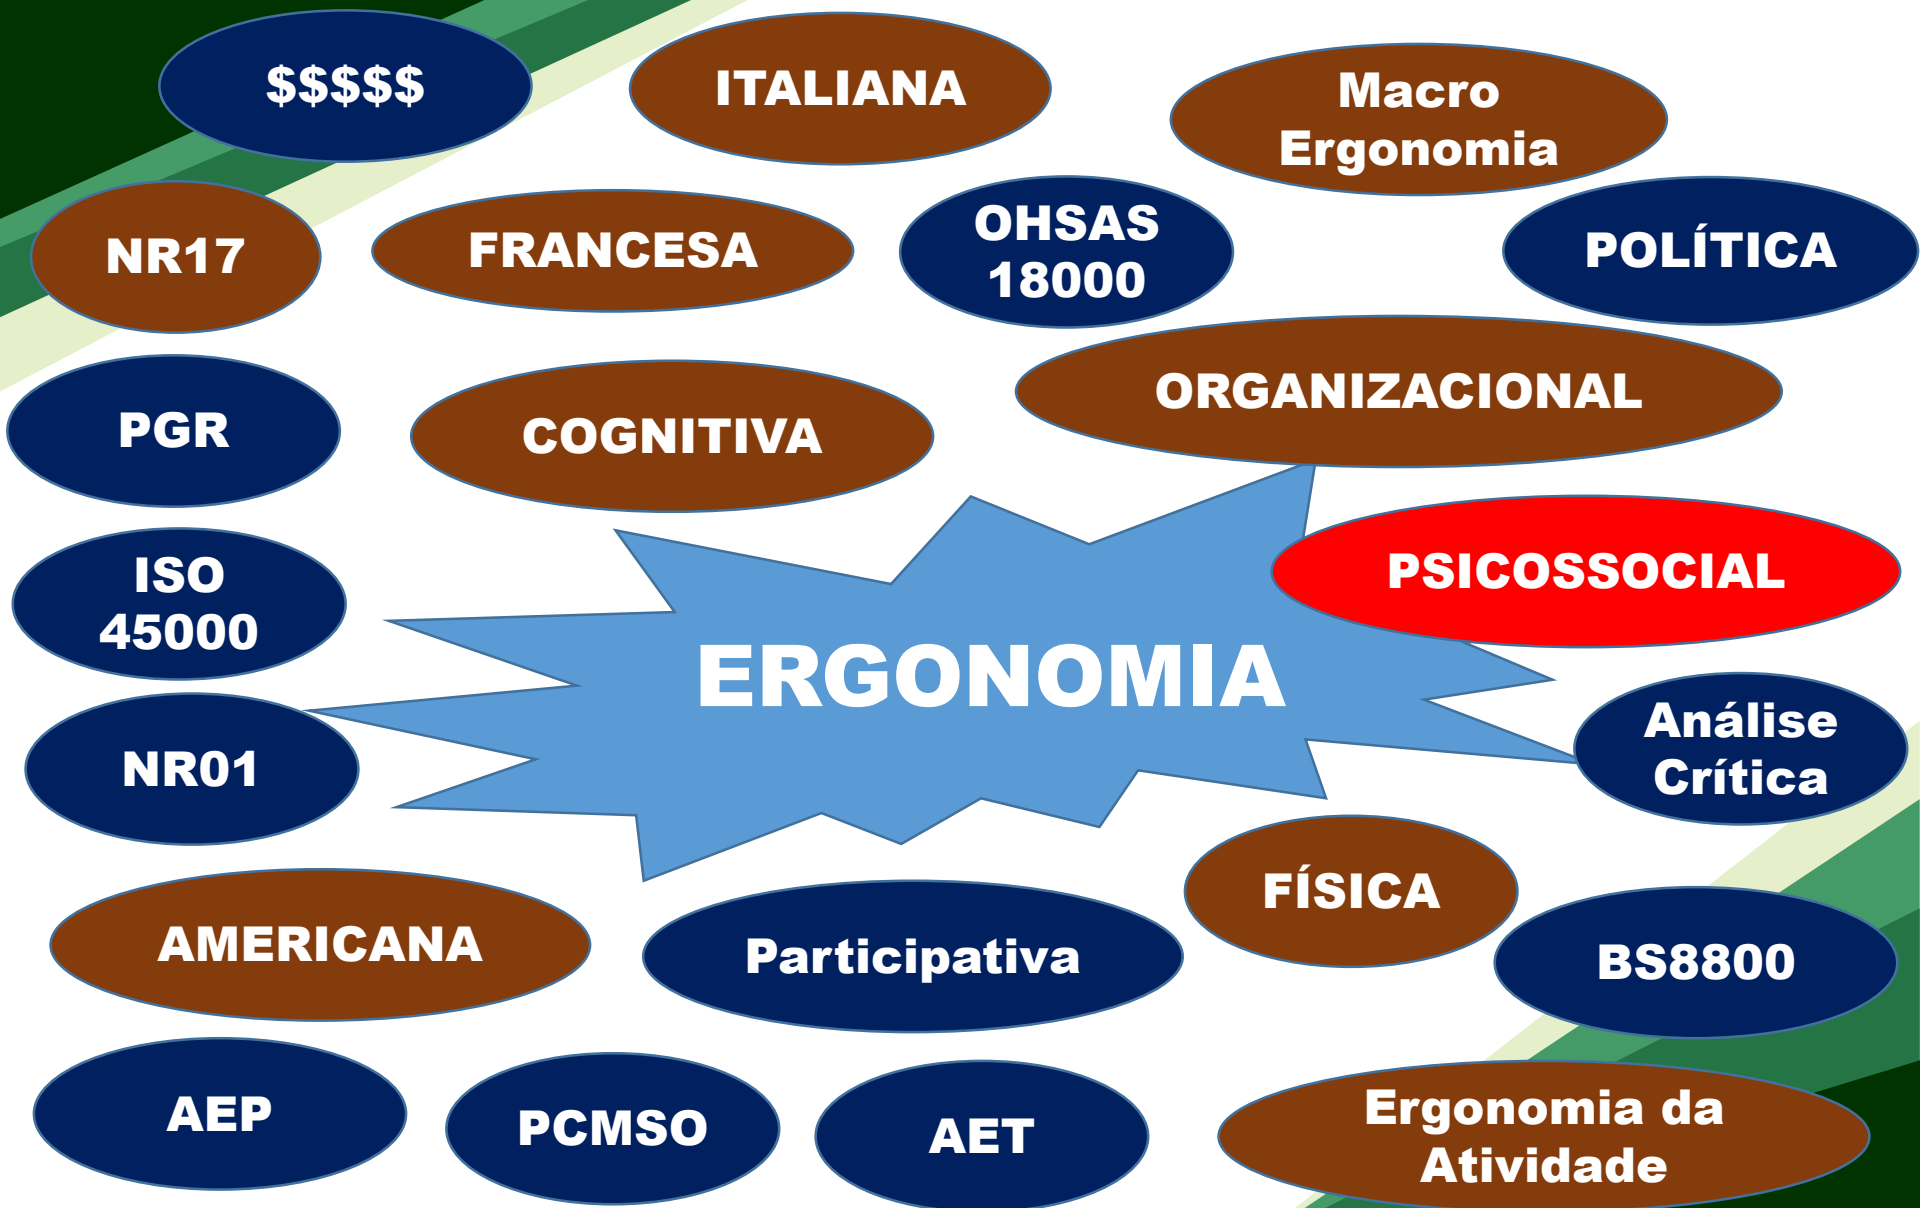 $$$$$
ITALIANA
Macro
Ergonomia
NR17
FRANCESA
OHSAS
18000
POLÍTICA
PGR
COGNITIVA
ORGANIZACIONAL
ISO
45000
PSICOSSOCIAL
ERGONOMIA
NR01
Análise
Crítica
AMERICANA
Participativa
FÍSICA
BS8800
AEP
PCMSO
AET
Ergonomia da
Atividade